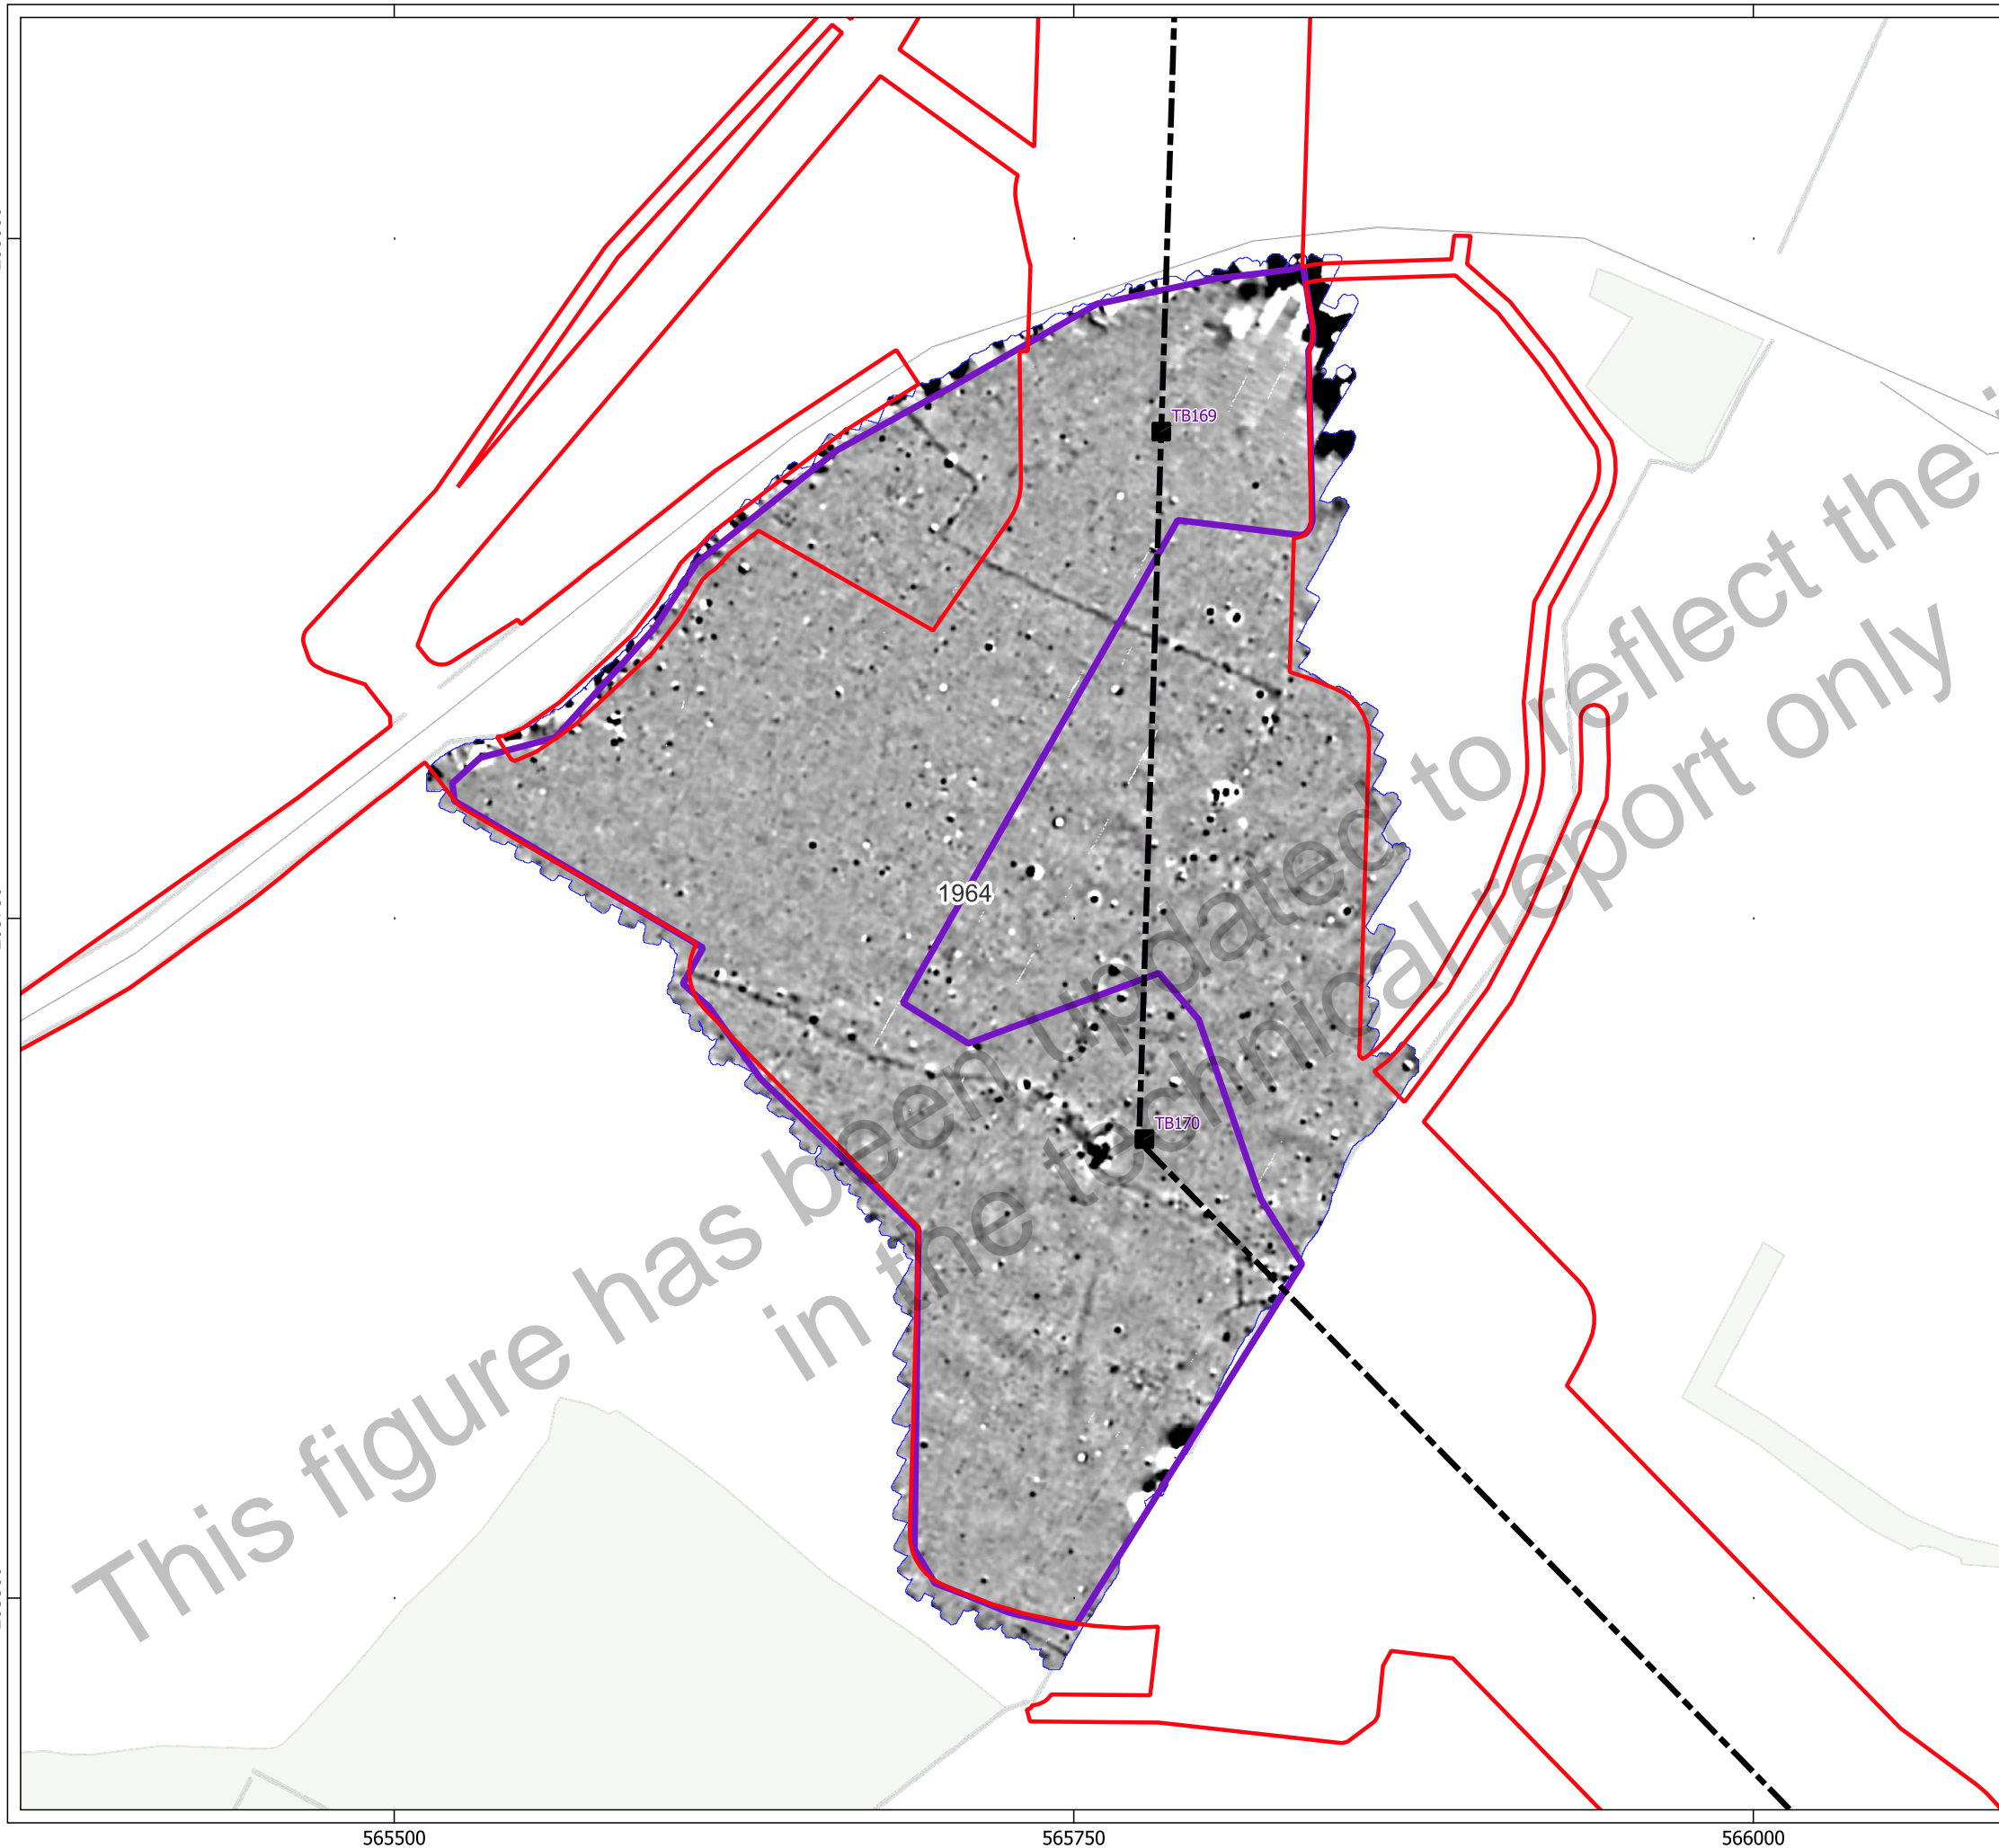 TB169
1964
TB170
This figure has been updated to reflect the i
in the technical report only
565500
565750
566000